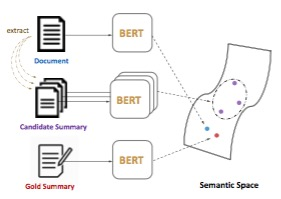 extract
BERT
Document
BERT
Candidate Summary
BERT
Gold Summary
Semantic Space